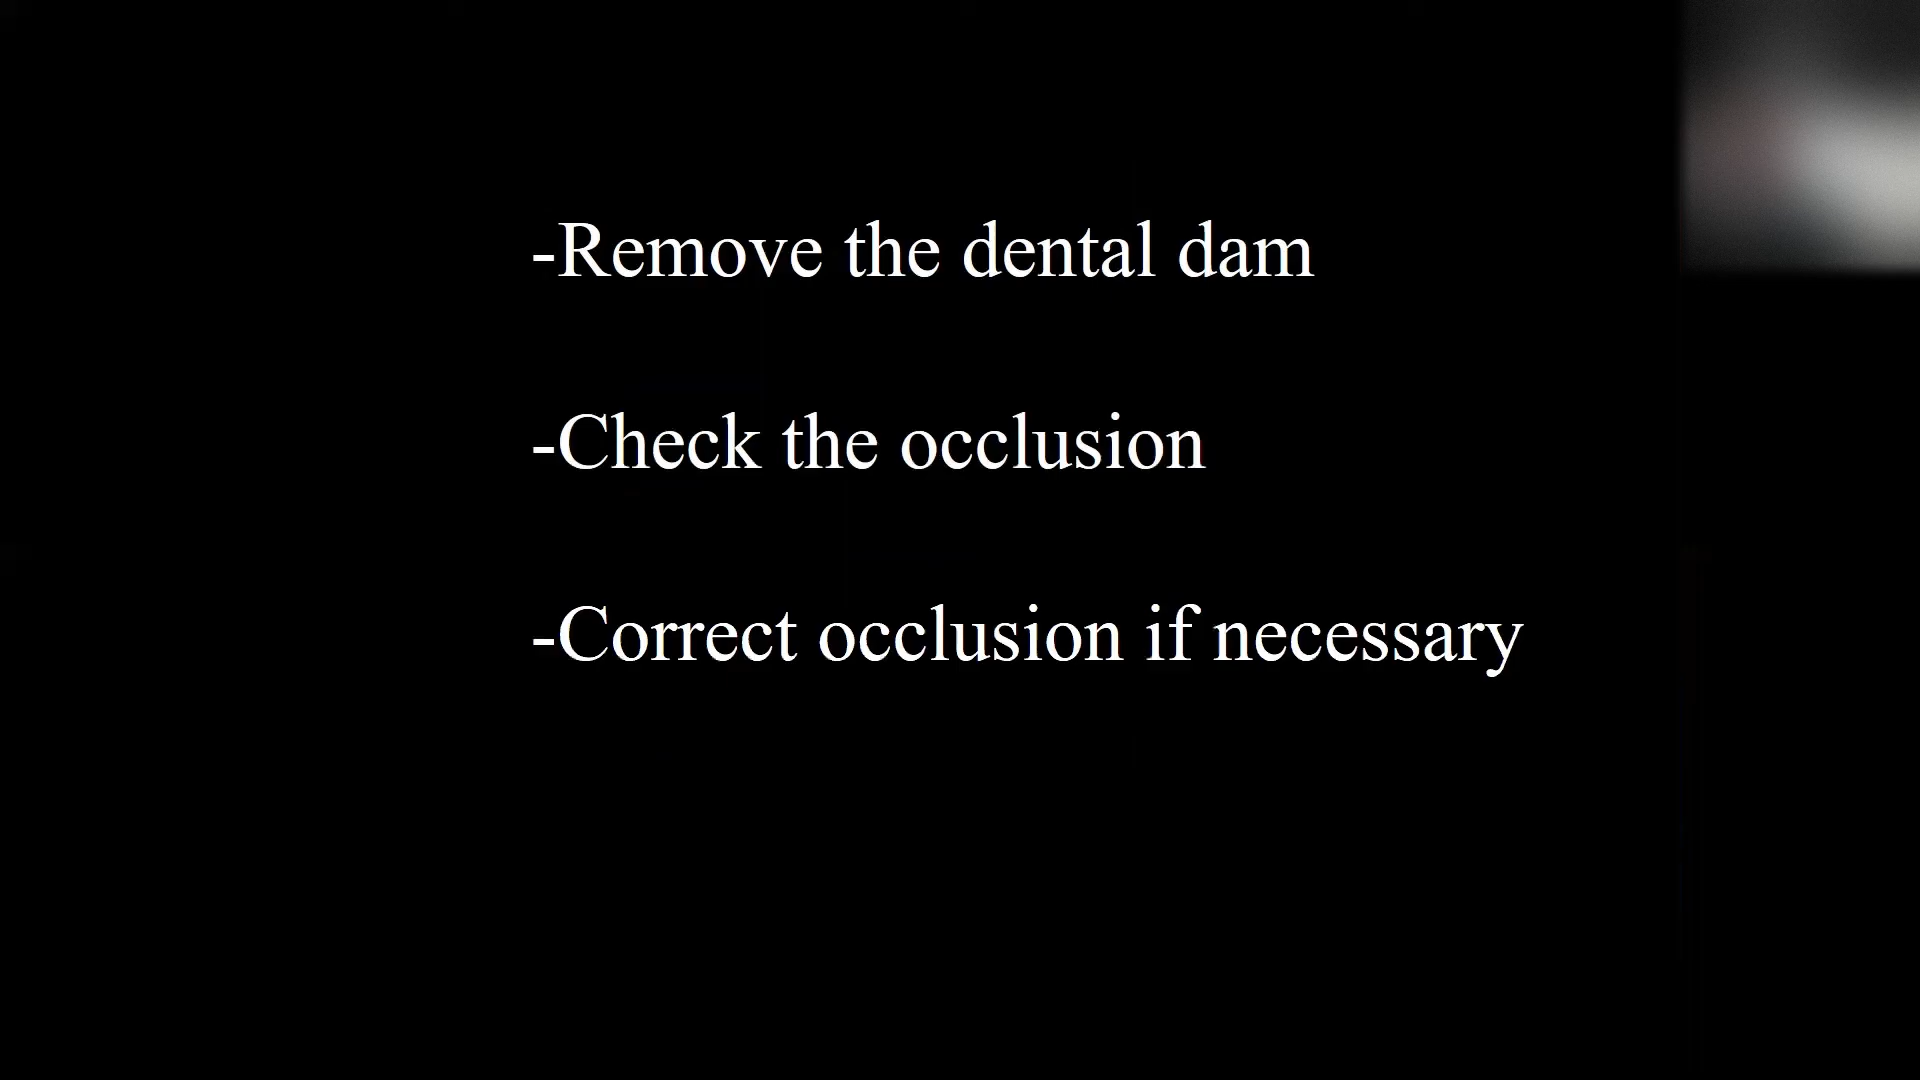 -Remove the dental dam
-Check the occlusion
-Correct occlusion if necessary